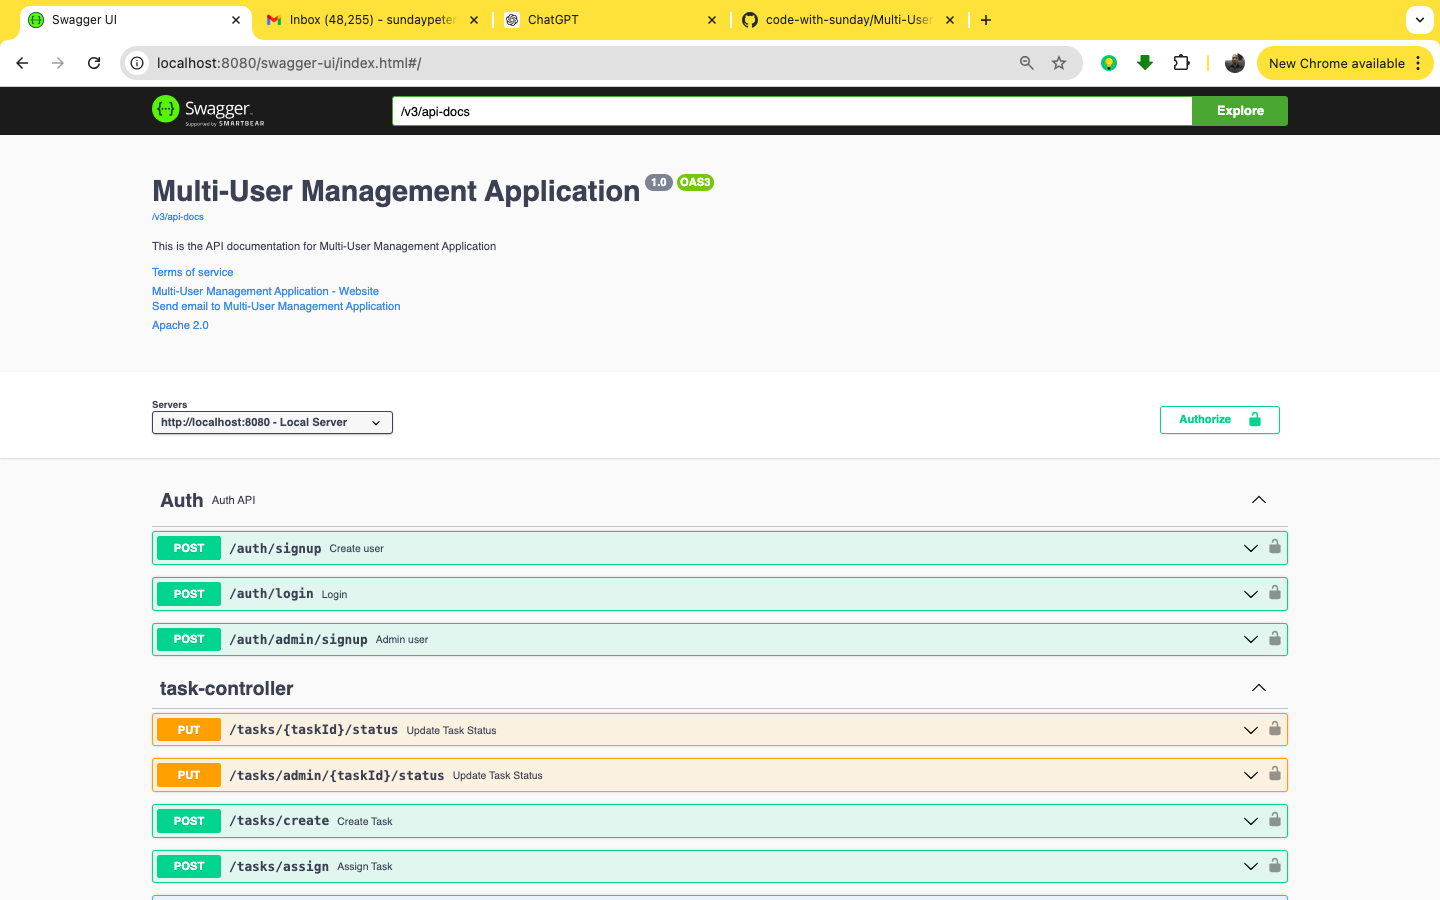 Swagger UI
Inbox (48,255) - sundaypeter
ChatGPT
code-with-sunday/Multi-User
localhost:8080/swagger-ui/index.html#/
New Chrome available
Swagger
Supported by SMARTBEAR
/v3/api-docs
Explore
Multi-User Management Application 1.0 OAS3
/v3/api-docs
This is the API documentation for Multi-User Management Application
Terms of service
Multi-User Management Application - Website
Send email to Multi-User Management Application
Apache 2.0
Servers
http://localhost:8080 - Local Server
Authorize
Auth Auth API
POST /auth/signup Create user
POST /auth/login Login
POST /auth/admin/signup Admin user
task-controller
PUT /tasks/{taskId}/status Update Task Status
PUT /tasks/admin/{taskId}/status Update Task Status
POST /tasks/create Create Task
POST /tasks/assign Assign Task